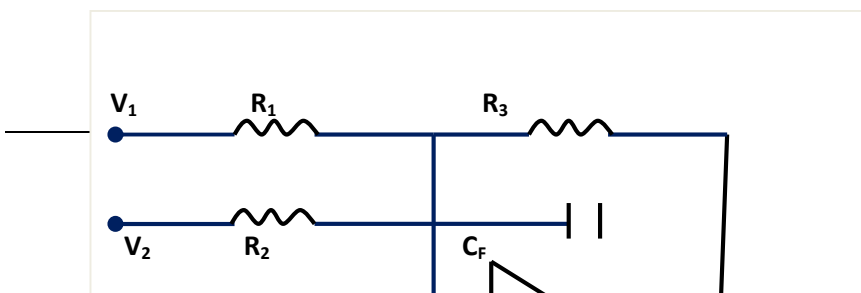 V₁ R₁ R₃
V₂ R₂ C_F